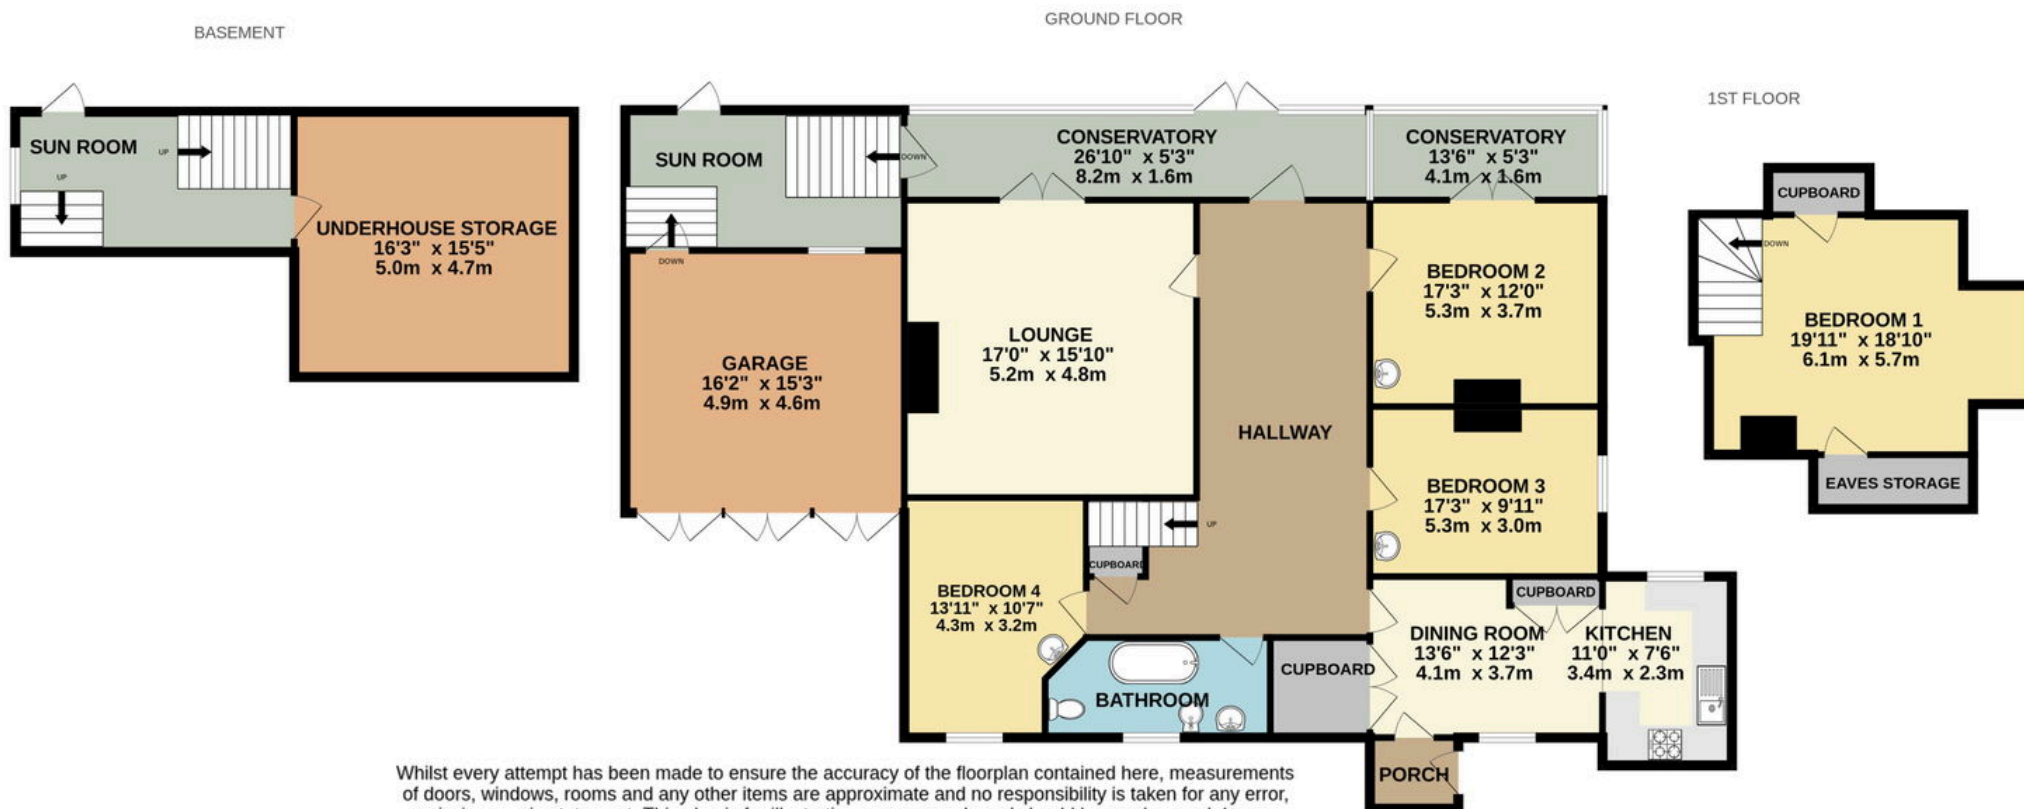 BASEMENT
GROUND FLOOR
1ST FLOOR
SUN ROOM
UP
UP
UNDERHOUSE STORAGE
16'3" x 15'5"
5.0m x 4.7m
SUN ROOM
DOWN
DOWN
CONSERVATORY
26'10" x 5'3"
8.2m x 1.6m
CONSERVATORY
13'6" x 5'3"
4.1m x 1.6m
GARAGE
16'2" x 15'3"
4.9m x 4.6m
LOUNGE
17'0" x 15'10"
5.2m x 4.8m
HALLWAY
UP
BEDROOM 2
17'3" x 12'0"
5.3m x 3.7m
BEDROOM 3
17'3" x 9'11"
5.3m x 3.0m
CUPBOARD
BEDROOM 4
13'11" x 10'7"
4.3m x 3.2m
BATHROOM
CUPBOARD
CUPBOARD
DINING ROOM
13'6" x 12'3"
4.1m x 3.7m
KITCHEN
11'0" x 7'6"
3.4m x 2.3m
PORCH
CUPBOARD
DOWN
BEDROOM 1
19'11" x 18'10"
6.1m x 5.7m
EAVES STORAGE
Whilst every attempt has been made to ensure the accuracy of the floorplan contained here, measurements
of doors, windows, rooms and any other items are approximate and no responsibility is taken for any error,